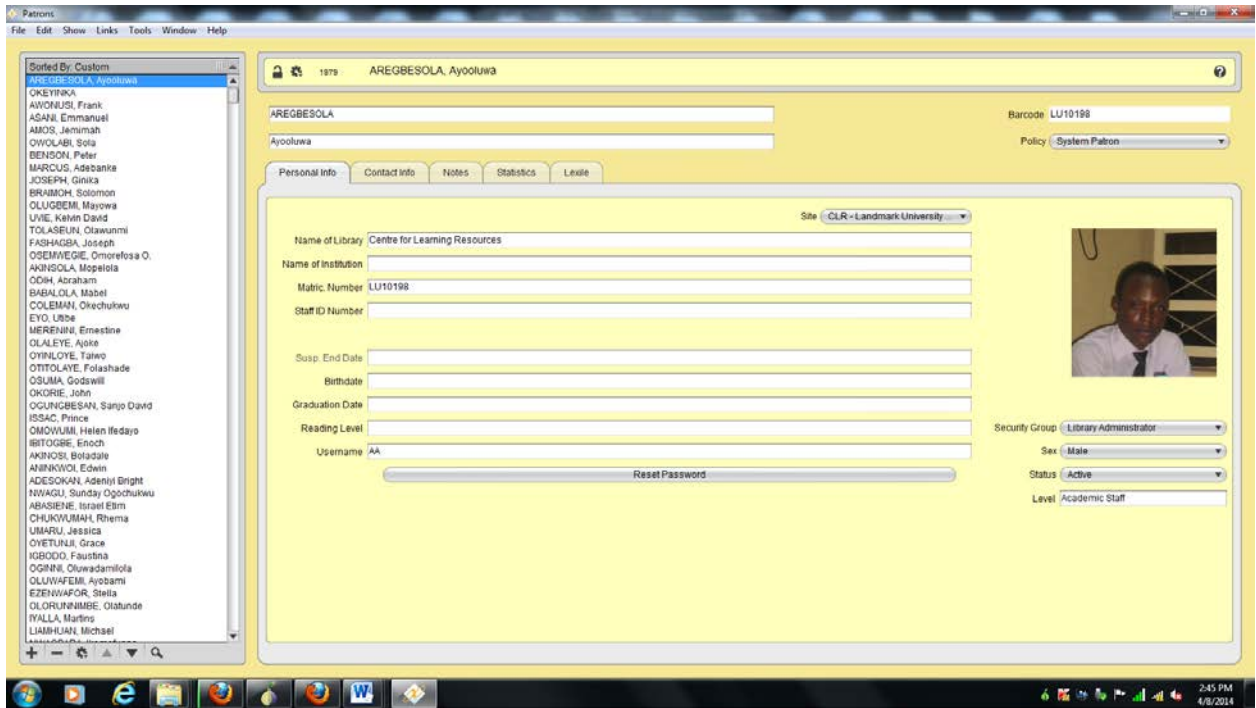 Patrons
File Edit Show Links Tools Window Help
Sorted By: Custom
AREGBESOLA, Ayooluwa
OKEYINKA
AWONUSI, Frank
ASANI, Emmanuel
AMOS, Jemimah
OWOLABI, Sola
BENSON, Peter
MARCUS, Adebanke
JOSEPH, Ginika
BRAIMOH, Solomon
OLUGBEMI, Mayowa
UVIE, Kelvin David
TOLASEUN, Olawunmi
FASHAGBA, Joseph
OSEMWEGIE, Omorefosa O.
AKINSOLA, Mopelola
ODIH, Abraham
BABALOLA, Mabel
COLEMAN, Okechukwu
EYO, Utibe
MERENINI, Ernestine
OLALEYE, Ajoke
OYINLOYE, Taiwo
OTITOLAYE, Folashade
OSUMA, Godswill
OKORIE, John
OGUNGBESAN, Sanjo David
ISSAC, Prince
OMOWUMI, Helen Ifedayo
IBITOGBE, Enoch
AKINOSI, Boladale
ANINKWOI, Edwin
ADESOKAN, Adeniyi Bright
NWAGU, Sunday Ogochukwu
ABASIENE, Israel Etim
CHUKWUMAH, Rhema
UMARU, Jessica
OYETUNJI, Grace
IGBODO, Faustina
OGINNI, Oluwadamilola
OLUWAFEMI, Ayobami
EZENWAFOR, Stella
OLORUNNIMBE, Olatunde
IYALLA, Martins
LIAMHUAN, Michael
1979 AREGBESOLA, Ayooluwa
AREGBESOLA
Barcode LU10198
Ayooluwa
Policy System Patron
Personal Info Contact Info Notes Statistics Lexile
Site CLR - Landmark University...
Name of Library Centre for Learning Resources
Name of Institution
Matric. Number LU10198
Staff ID Number
Susp. End Date
Birthdate
Graduation Date
Reading Level
Security Group Library Administrator
Username AA
Sex Male
Reset Password
Status Active
Level Academic Staff
2:45 PM
4/8/2014